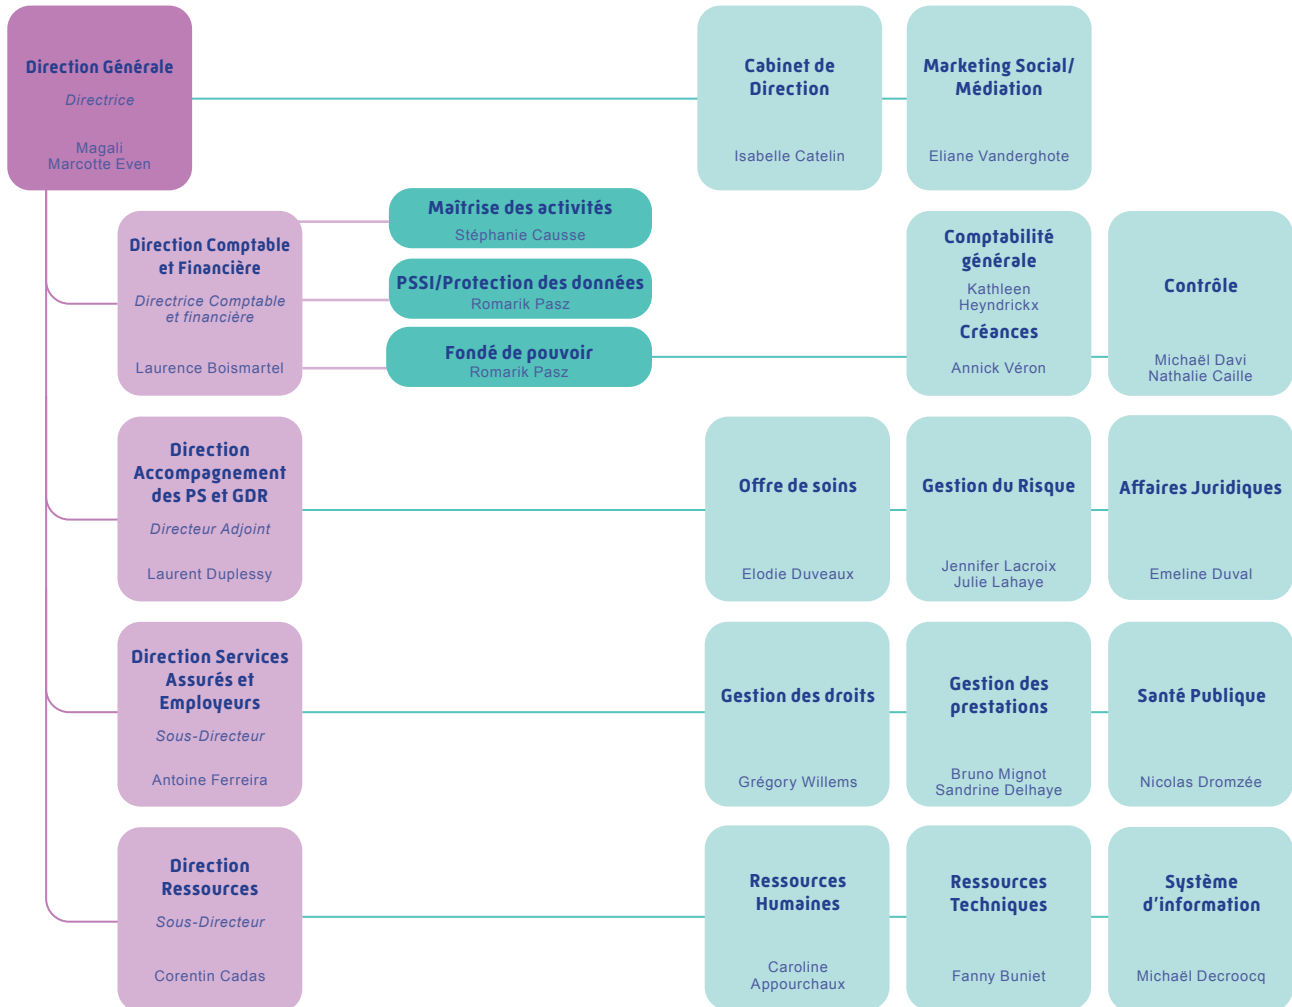 Direction Générale
Directrice
Magali
Marcotte Even
Cabinet de
Direction
Isabelle Catelin
Marketing Social/
Médiation
Eliane Vanderghote
Direction Comptable
et Financière
Directrice Comptable
et financière
Laurence Boismartel
Maîtrise des activités
Stéphanie Causse
PSSI/Protection des données
Romarik Pasz
Fondé de pouvoir
Romarik Pasz
Comptabilité
générale
Kathleen
Heyndrickx
Créances
Annick Véron
Contrôle
Michaël Davi
Nathalie Caille
Direction
Accompagnement
des PS et GDR
Directeur Adjoint
Laurent Duplessy
Offre de soins
Elodie Duveaux
Gestion du Risque
Jennifer Lacroix
Julie Lahaye
Affaires Juridiques
Emeline Duval
Direction Services
Assurés et
Employeurs
Sous-Directeur
Antoine Ferreira
Gestion des droits
Grégory Willems
Gestion des
prestations
Bruno Mignot
Sandrine Delhaye
Santé Publique
Nicolas Dromzée
Direction
Ressources
Sous-Directeur
Corentin Cadas
Ressources
Humaines
Caroline
Appourchaux
Ressources
Techniques
Fanny Buniet
Système
d'information
Michaël Decroocq